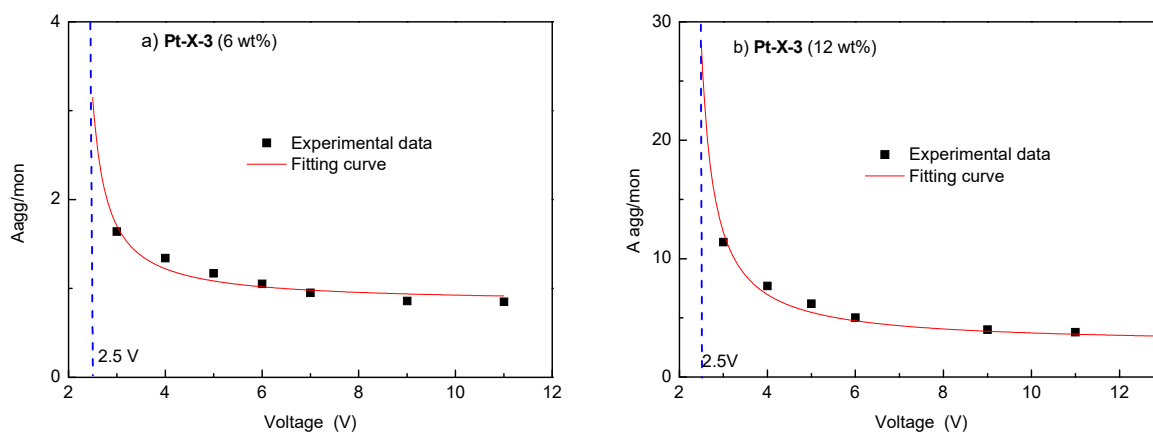 4
3
2
1
0
Aagg/mon
a) Pt-X-3 (6 wt%)
Experimental data
Fitting curve
2.5 V
2 4 6 8 10 12
Voltage (V)
30
20
10
0
A agg/mon
b) Pt-X-3 (12 wt%)
Experimental data
Fitting curve
2.5V
2 4 6 8 10 12
Voltage (V)